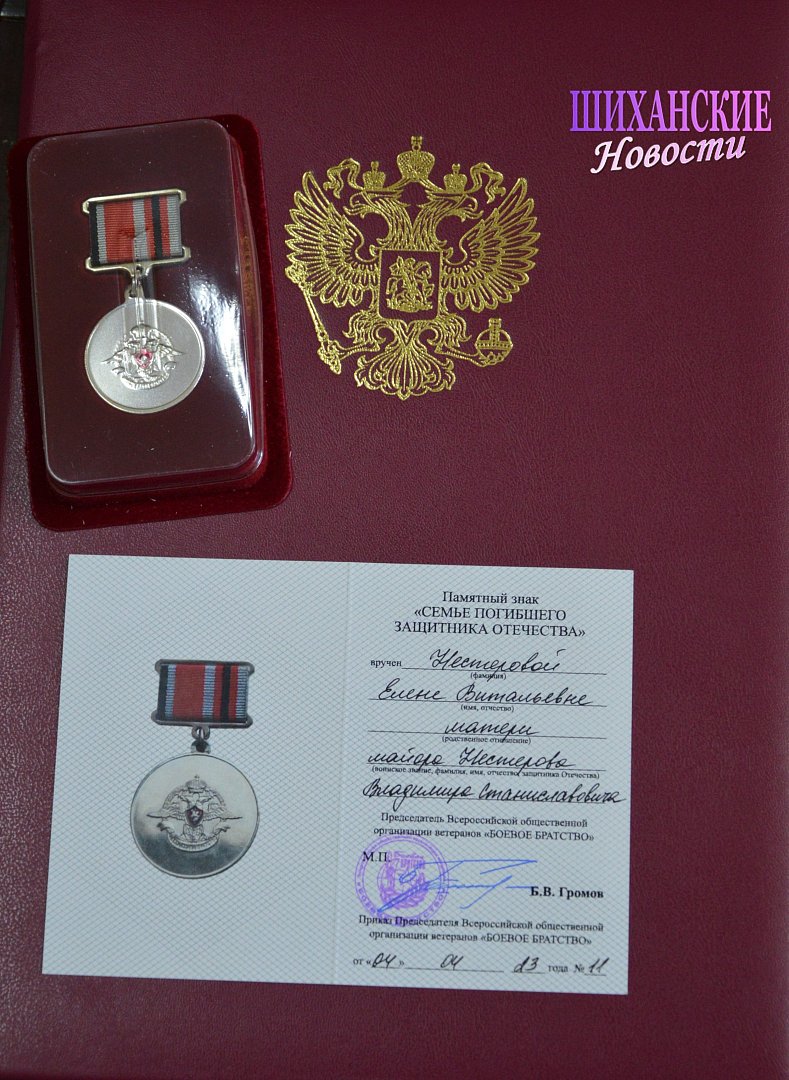 ШИХАНСКИЕ
Новости
Памятный знак
«СЕМЬЕ ПОГИБШЕГО
ЗАЩИТНИКА ОТЕЧЕСТВА»
вручен Нестеровой
(фамилия)
Елене Витальевне
(имя, отчество)
матери
(родственное отношение)
майора Нестерова
(воинское звание, фамилия, имя, отчество защитника Отечества)
Владимира Станиславовича
Председатель Всероссийской общественной
организации ветеранов «БОЕВОЕ БРАТСТВО»
М.П.
Б.В. Громов
Приказ Председателя Всероссийской общественной
организации ветеранов «БОЕВОЕ БРАТСТВО»
от «04» 04 23 года № 11